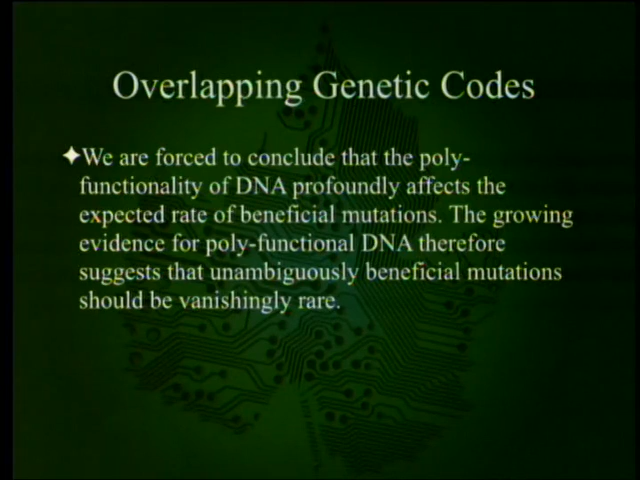 Overlapping Genetic Codes
✦We are forced to conclude that the poly-
functionality of DNA profoundly affects the
expected rate of beneficial mutations. The growing
evidence for poly-functional DNA therefore
suggests that unambiguously beneficial mutations
should be vanishingly rare.